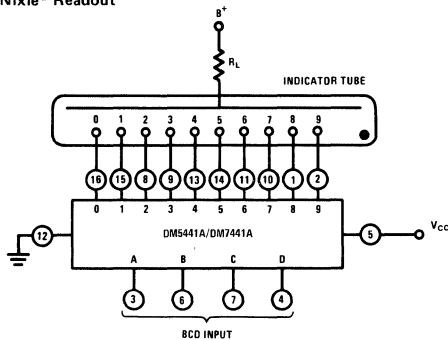 Nixie* Readout
B+
RL
INDICATOR TUBE
0 1 2 3 4 5 6 7 8 9
16 15 8 9 13 14 11 10 1 2
0 1 2 3 4 5 6 7 8 9
12 DM5441A/DM7441A 5 VCC
A B C D
3 6 7 4
BCD INPUT